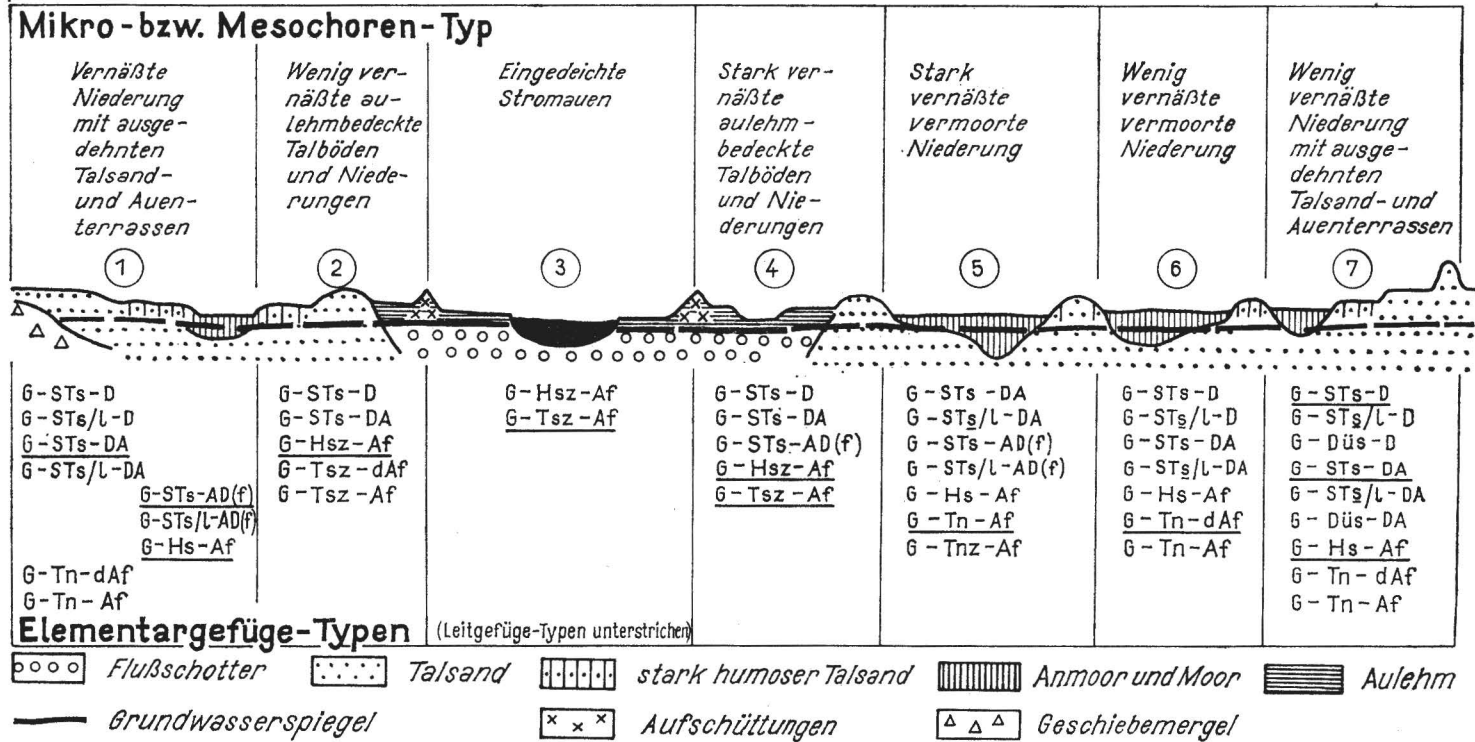 Mikro-bzw. Mesochoren-Typ
Vernäßte
Niederung
mit ausge-
dehnten
Talsand-
und Auen-
terrassen
1
Wenig ver-
näßte au-
lehmbedeckte
Talböden
und Niede-
rungen
2
Eingedeichte
Stromauen
3
Stark ver-
näßte
aulehm-
bedeckte
Talböden
und Nie-
derungen
4
Stark
vernäßte
vermoorte
Niederung
5
Wenig
vernäßte
vermoorte
Niederung
6
Wenig
vernäßte
Niederung
mit ausge-
dehnten
Talsand- und
Auenterrassen
7
G-STs-D
G-STs/l-D
G-STs-DA
G-STs/l-DA
G-STs-AD(f)
G-STs/l-AD(f)
G-Hs-Af
G-Tn-dAf
G-Tn-Af
G-STs-D
G-STs-DA
G-Hsz-Af
G-Tsz-dAf
G-Tsz-Af
G-Hsz-Af
G-Tsz-Af
G-STs-D
G-STs-DA
G-STs-AD(f)
G-Hsz-Af
G-Tsz-Af
G-STs-DA
G-STs/l-DA
G-STs-AD(f)
G-STs/l-AD(f)
G-Hs-Af
G-Tn-Af
G-Tnz-Af
G-STs-D
G-STs/l-D
G-STs-DA
G-STs/l-DA
G-Hs-Af
G-Tn-dAf
G-Tn-Af
G-STs-D
G-STs/l-D
G-Düs-D
G-STs-DA
G-STs/l-DA
G-Düs-DA
G-Hs-Af
G-Tn-dAf
G-Tn-Af
Elementargefüge-Typen (Leitgefüge-Typen unterstrichen)
Flußschotter Talsand stark humoser Talsand Anmoor und Moor Aulehm
Grundwasserspiegel Aufschüttungen Geschiebemergel